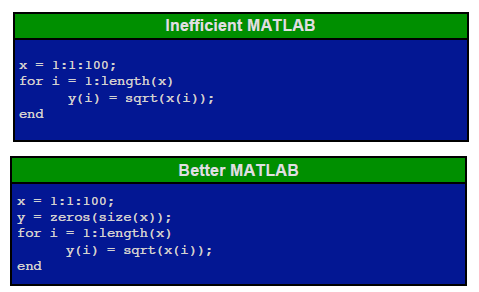 Inefficient MATLAB
x = 1:1:100;
for i = 1:length(x)
y(i) = sqrt(x(i));
end
Better MATLAB
x = 1:1:100;
y = zeros(size(x));
for i = 1:length(x)
y(i) = sqrt(x(i));
end